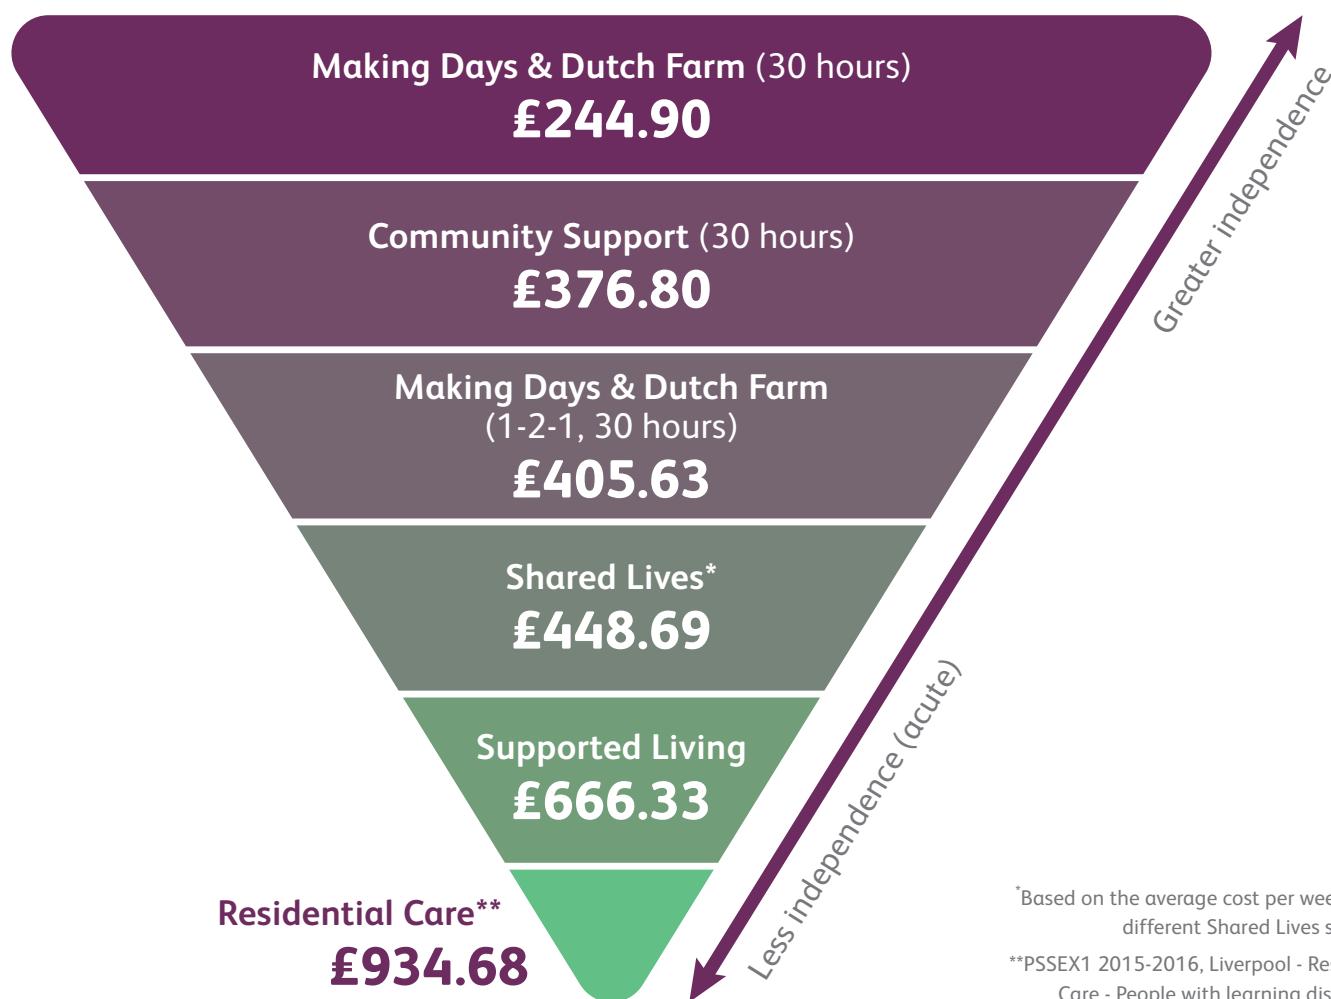 Making Days & Dutch Farm (30 hours)
£244.90
Community Support (30 hours)
£376.80
Making Days & Dutch Farm
(1-2-1, 30 hours)
£405.63
Shared Lives*
£448.69
Supported Living
£666.33
Residential Care**
£934.68
Greater independence
Less independence (acute)
*Based on the average cost per
different Shared Lives
**PSSEX1 2015-2016, Liverpool -
Care - People with learning